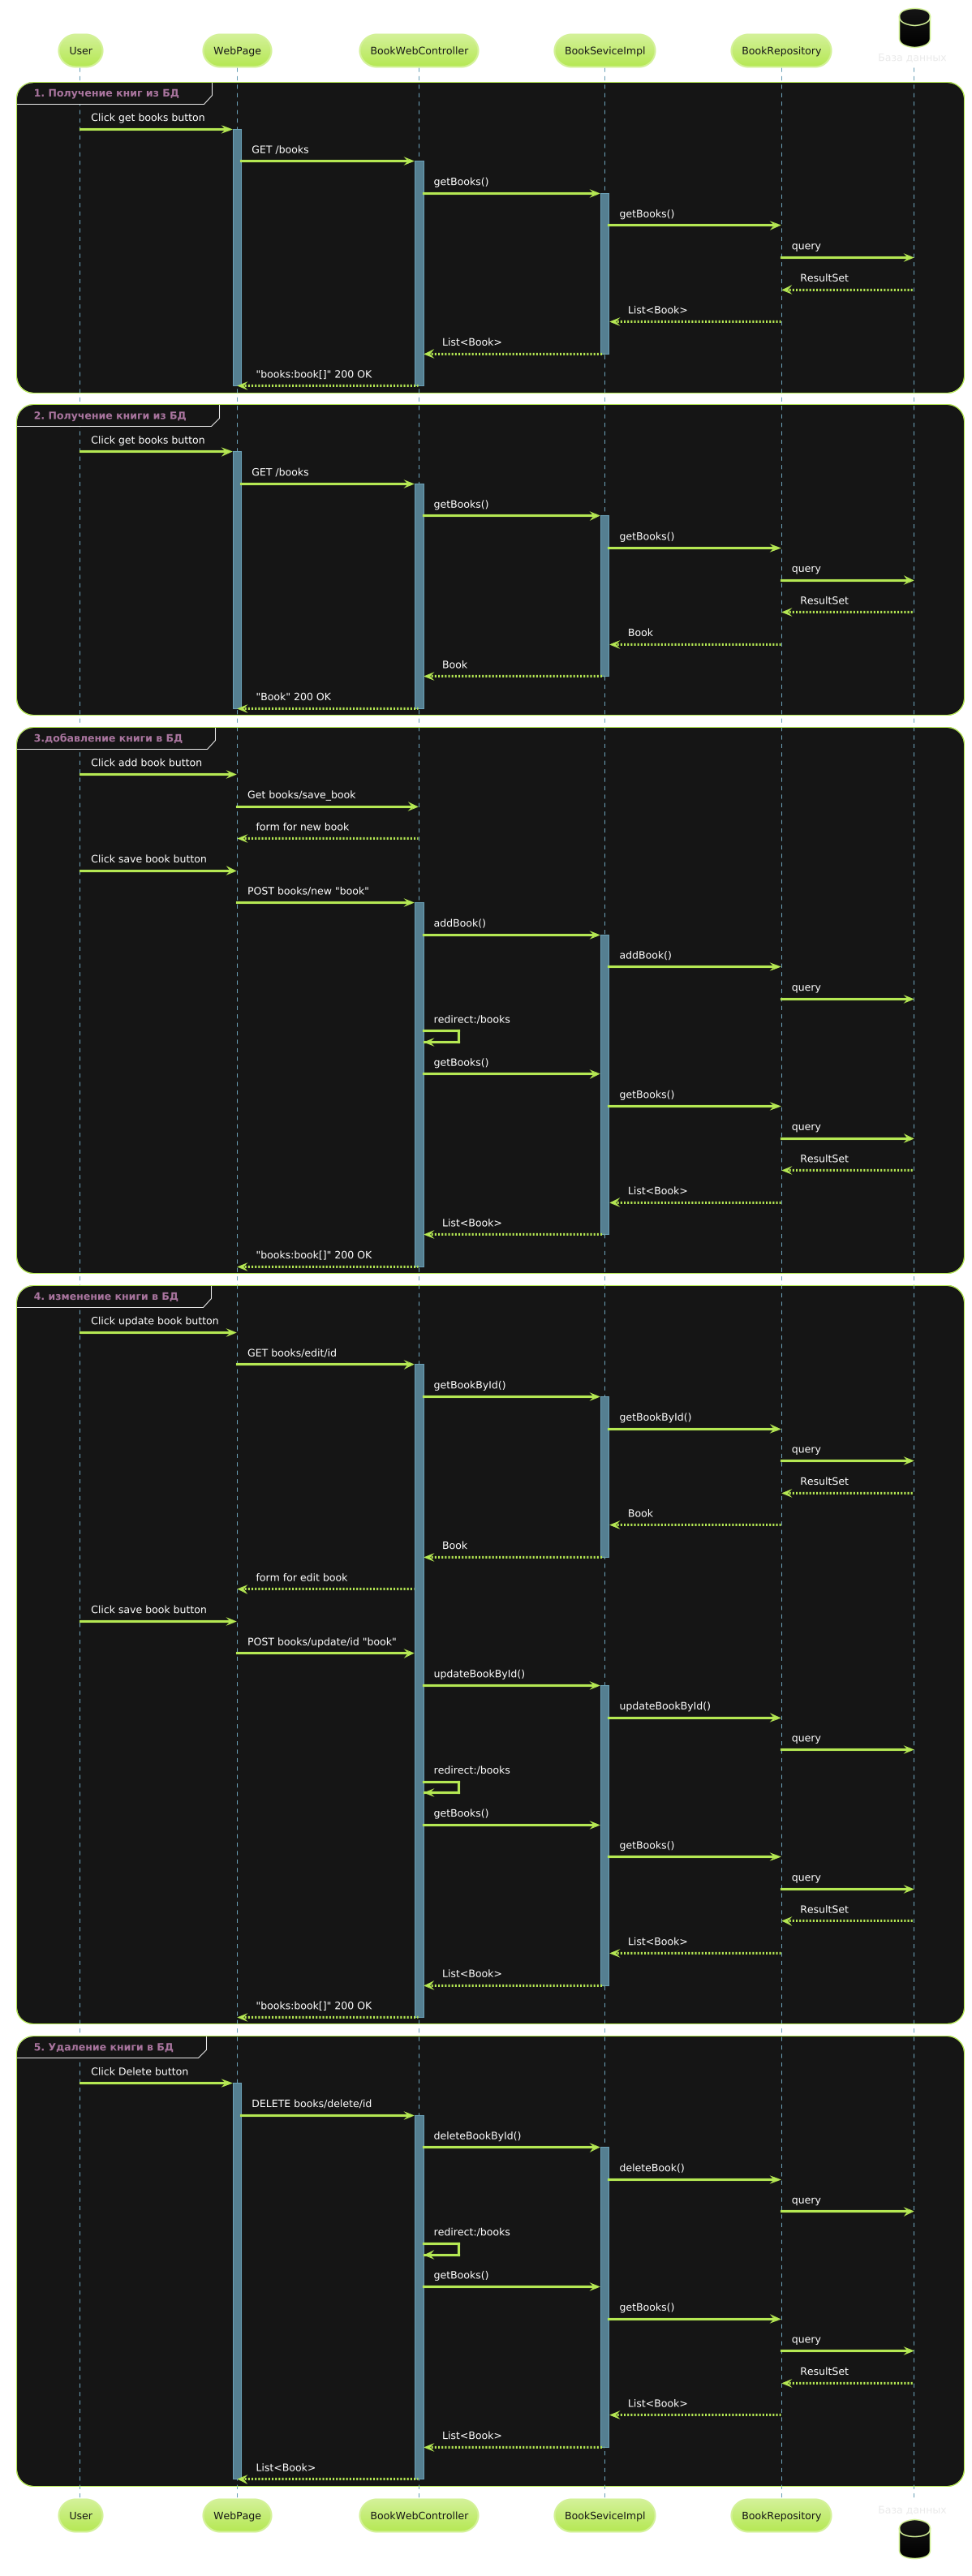 User
WebPage
BookWebController
BookSeviceImpl
BookRepository
База данных
1. Получение книг из БД
Click get books button
GET /books
getBooks()
getBooks()
query
ResultSet
List<Book>
List<Book>
"books:book[]" 200 OK
2. Получение книги из БД
Click get books button
GET /books
getBooks()
getBooks()
query
ResultSet
Book
Book
"Book" 200 OK
3.добавление книги в БД
Click add book button
Get books/save_book
form for new book
Click save book button
POST books/new "book"
addBook()
addBook()
query
redirect:/books
getBooks()
getBooks()
query
ResultSet
List<Book>
List<Book>
"books:book[]" 200 OK
4. изменение книги в БД
Click update book button
GET books/edit/id
getBookById()
getBookById()
query
ResultSet
Book
Book
form for edit book
Click save book button
POST books/update/id "book"
updateBookById()
updateBookById()
query
redirect:/books
getBooks()
getBooks()
query
ResultSet
List<Book>
List<Book>
"books:book[]" 200 OK
5. Удаление книги в БД
Click Delete button
DELETE books/delete/id
deleteBookById()
deleteBook()
query
redirect:/books
getBooks()
getBooks()
query
ResultSet
List<Book>
List<Book>
List<Book>
User
WebPage
BookWebController
BookSeviceImpl
BookRepository
База данных